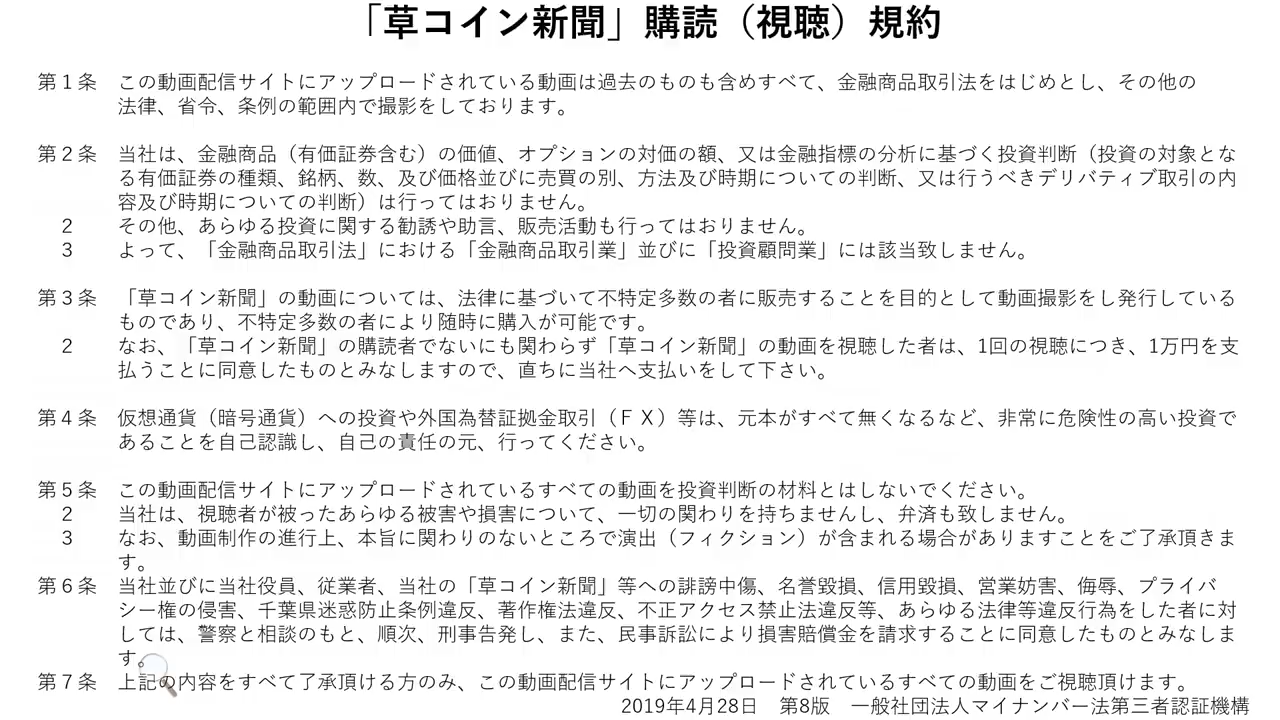 「草コイン新聞」購読（視聴）規約
第１条　この動画配信サイトにアップロードされている動画は過去のものも含めすべて、金融商品取引法をはじめとし、その他の
法律、省令、条例の範囲内で撮影をしております。
第２条　当社は、金融商品（有価証券含む）の価値、オプションの対価の額、又は金融指標の分析に基づく投資判断（投資の対象とな
る有価証券の種類、銘柄、数、及び価格並びに売買の別、方法及び時期についての判断、又は行うべきデリバティブ取引の内
容及び時期についての判断）は行ってはおりません。
2　その他、あらゆる投資に関する勧誘や助言、販売活動も行ってはおりません。
3　よって、「金融商品取引法」における「金融商品取引業」並びに「投資顧問業」には該当致しません。
第３条　「草コイン新聞」の動画については、法律に基づいて不特定多数の者に販売することを目的として動画撮影をし発行している
ものであり、不特定多数の者により随時に購入が可能です。
2　なお、「草コイン新聞」の購読者でないにも関わらず「草コイン新聞」の動画を視聴した者は、1回の視聴につき、1万円を支
払うことに同意したものとみなしますので、直ちに当社へ支払いをして下さい。
第４条　仮想通貨（暗号通貨）への投資や外国為替証拠金取引（ＦＸ）等は、元本がすべて無くなるなど、非常に危険性の高い投資で
あることを自己認識し、自己の責任の元、行ってください。
第５条　この動画配信サイトにアップロードされているすべての動画を投資判断の材料とはしないでください。
2　当社は、視聴者が被ったあらゆる被害や損害について、一切の関わりを持ちませんし、弁済も致しません。
3　なお、動画制作の進行上、本旨に関わりのないところで演出（フィクション）が含まれる場合がありますことをご了承頂きま
す。
第６条　当社並びに当社役員、従業者、当社の「草コイン新聞」等への誹謗中傷、名誉毀損、信用毀損、営業妨害、侮辱、プライバ
シー権の侵害、千葉県迷惑防止条例違反、著作権法違反、不正アクセス禁止法違反等、あらゆる法律等違反行為をした者に対
しては、警察と相談のもと、順次、刑事告発し、また、民事訴訟により損害賠償金を請求することに同意したものとみなしま
す。
第７条　上記の内容をすべて了承頂ける方のみ、この動画配信サイトにアップロードされているすべての動画をご視聴頂けます。
2019年4月28日　第8版　一般社団法人マイナンバー法第三者認証機構